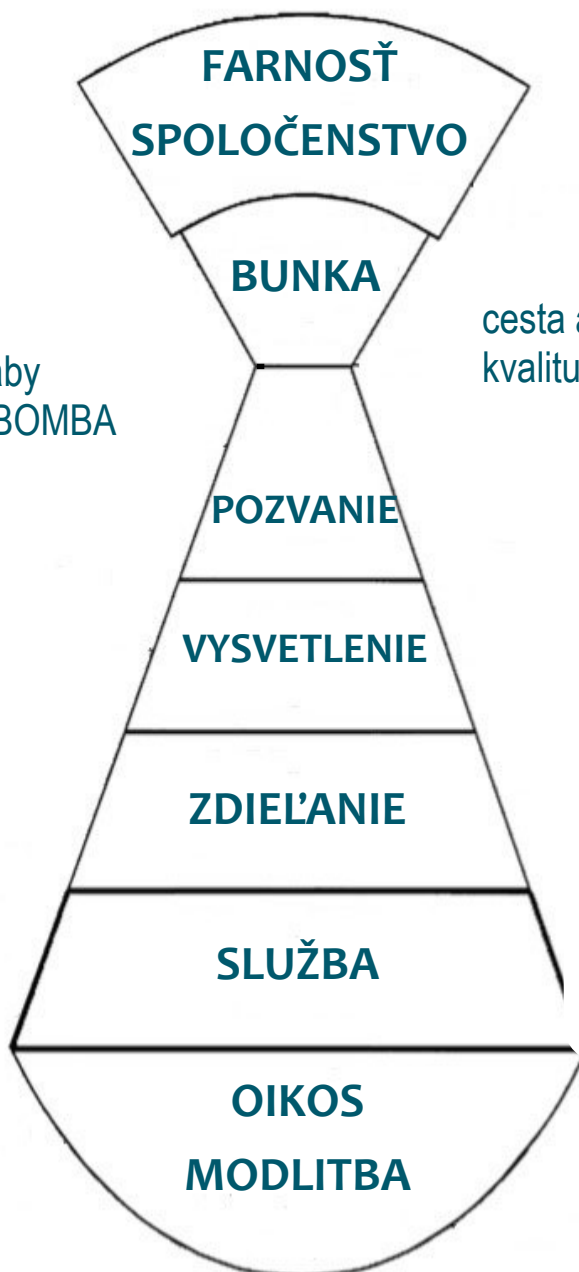 FARNOSŤ
SPOLOČENSTVO
BUNKA
cesta
kvalitu
aby
BOMBA
POZVANIE
VYSVETLENIE
ZDIEĽANIE
SLUŽBA
OIKOS
MODLITBA